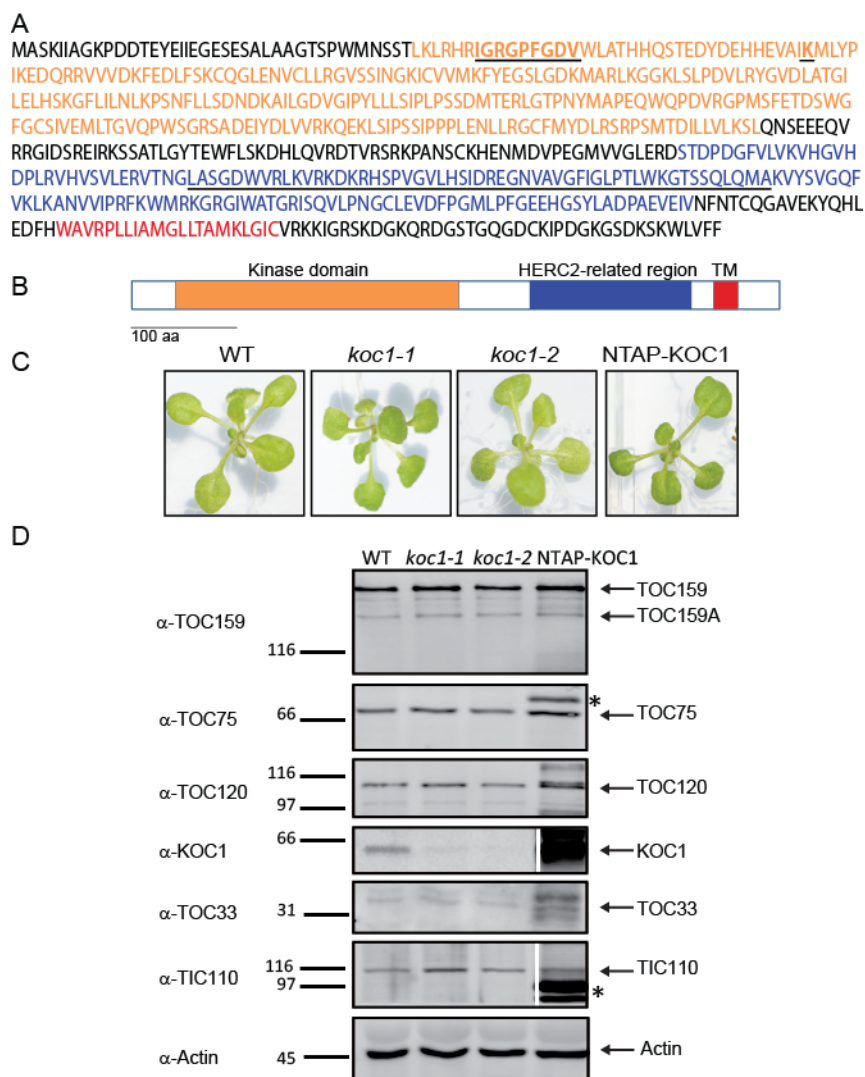 A
MASKIIAGKPDDTEYEIIEGESESALAAGTSPWMNSSTLKLRHRIGRGPFGDVWLATHHQSTEDYDEHHEVAIKMLYP
IKEDQRRVVVDKFEDLFSKCQGLENVCLLRGVSSINGKICVVMKFYEGSLGDKMARLKGGKLSLPDVLRYGVDLATGI
LELHSKGFLILNLKPSNFLLSDNDKAILGDVGIPYLLLSIPLPSSDMTERLGTPNYMAPEQWQPDVRGPMSFETDSWG
FGCSIVEMLTGVQPWSGRSADEIYDLVVRKQEKLSIPSSIPPPLENLLRGCFMYDLRSRPSMTDILLVLKSLQNSEEEQV
RRGIDSREIRKSSATLGYTEWFLSKDHLQVRDTVRSRKPANSCKHENMDVPEGMVVGLERDSTDPDGFVLVKVHGVH
DPLRVHVSVLERVTNGLASGDWVRLKVRKDKRHSPVGVLHSIDREGNVAVGFIGLPTLWKGTSSQLQMAKVYSVGQF
VKLKANVVIPRFKWMRKGRGIWATGRISQVLPNGCLEVDFPGMLPFGEEHGSYLADPAEVEIVNFNTCQGAVEKYQHL
EDFHWAVRPLLIAMGLLTAMKLGICVRKKIGRSKDGKQRDGSTGQGDCKIPDGKGSDKSKWLVFF
B
Kinase domain HERC2-related region TM
100 aa
C
WT koc1-1 koc1-2 NTAP-KOC1
D
WT koc1-1 koc1-2 NTAP-KOC1
α-TOC159 116 TOC159
TOC159A
α-TOC75 66 * TOC75
α-TOC120 116 97 TOC120
α-KOC1 66 KOC1
α-TOC33 31 TOC33
α-TIC110 116 97 TIC110
*
α-Actin 45 Actin